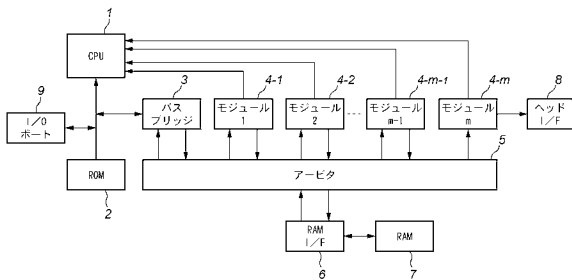 1
CPU
3
4-1
4-2
4-m-1
4-m
8
9
I/O
ポート
バス
ブリッジ
モジュール
1
モジュール
2
モジュール
m-1
モジュール
m
ヘッド
I/F
ROM
2
アービタ
5
RAM
I/F
6
RAM
7